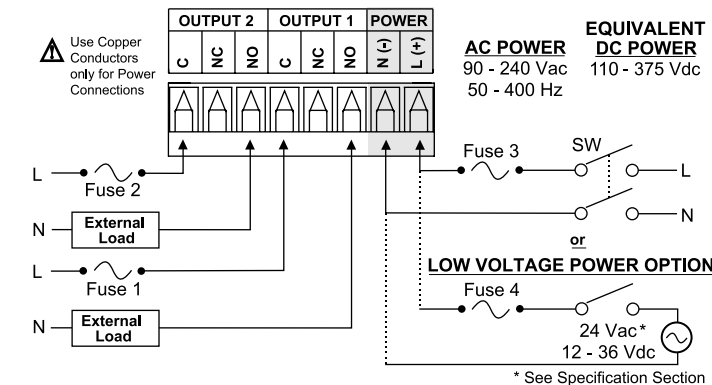 OUTPUT 2 OUTPUT 1 POWER
C NC NO C NC NO N (-) L (+)
Use Copper
Conductors
only for Power
Connections
AC POWER
90 - 240 Vac
50 - 400 Hz
EQUIVALENT
DC POWER
110 - 375 Vdc
L
Fuse 2
N
External
Load
L
Fuse 1
N
External
Load
Fuse 3
SW
L
N
or
LOW VOLTAGE POWER OPTION
Fuse 4
24 Vac*
12 - 36 Vdc
* See Specification Section